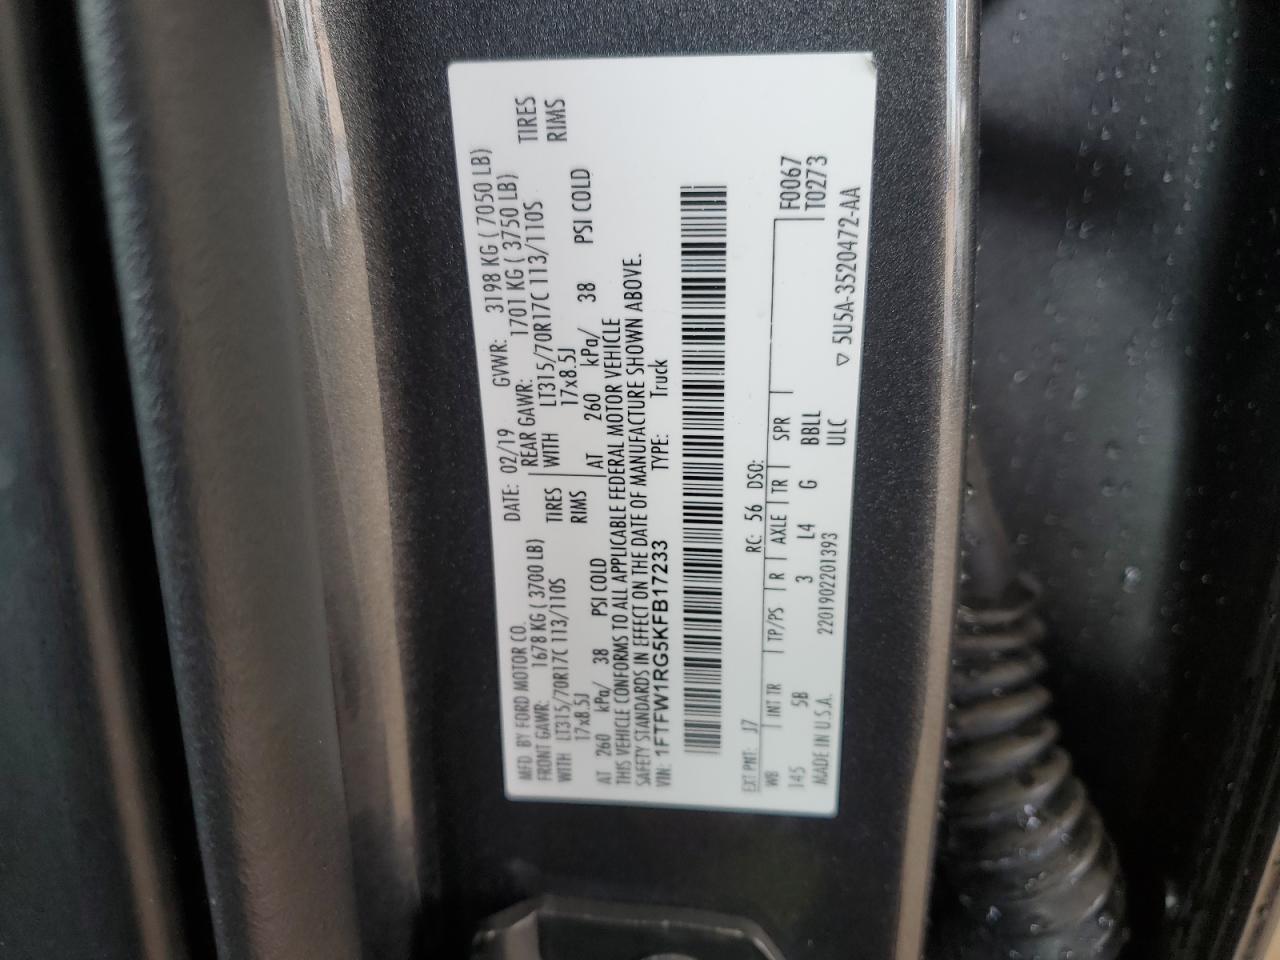 MFD. BY FORD MOTOR CO.
DATE: 02/19 GVWR: 3198 KG ( 7050 LB)
FRONT GAWR: 1678 KG ( 3700 LB) REAR GAWR: 1701 KG ( 3750 LB)
WITH LT315/70R17C 113/110S TIRES WITH LT315/70R17C 113/110S TIRES
17x8.5J RIMS 17x8.5J RIMS
AT 260 kPa/ 38 PSI COLD AT 260 kPa/ 38 PSI COLD
THIS VEHICLE CONFORMS TO ALL APPLICABLE FEDERAL MOTOR VEHICLE
SAFETY STANDARDS IN EFFECT ON THE DATE OF MANUFACTURE SHOWN ABOVE.
VIN: 1FTFW1RG5KFB17233 TYPE: Truck
EXT PNT: J7 RC: 56 DSO: F0067
WB INT TR TP/PS R AXLE TR SPR T0273
145 5B 3 L4 G BBLL
MADE IN U.S.A. 2201902201393 ULC
▽ 5U5A-3520472-AA